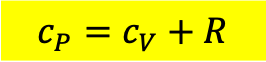 c_P = c_V + R